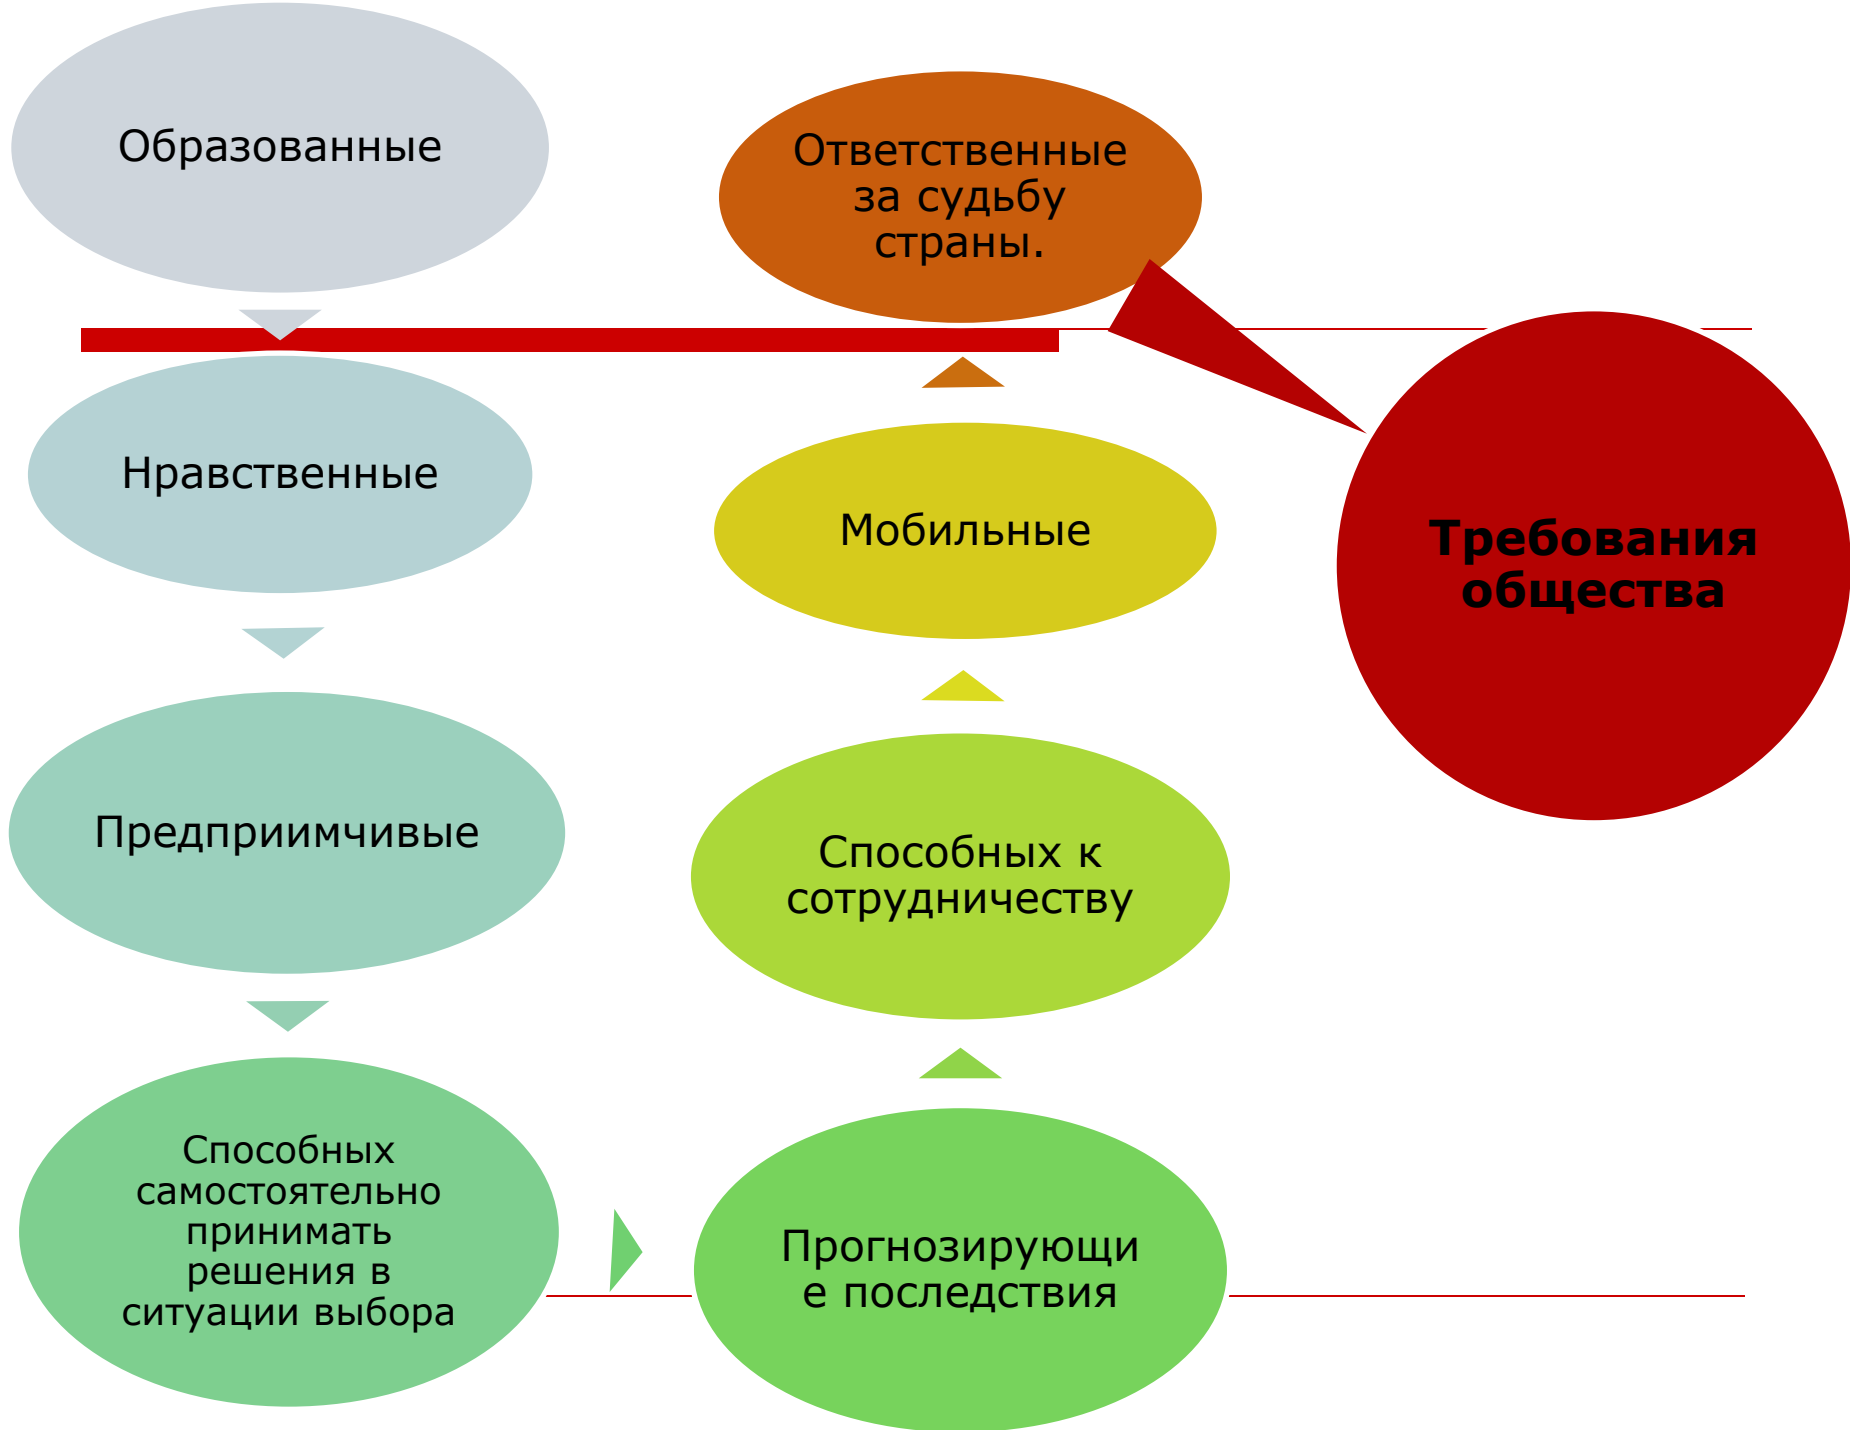 Образованные
Нравственные
Предприимчивые
Способных
самостоятельно
принимать
решения в
ситуации выбора
Прогнозирующи
е последствия
Способных к
сотрудничеству
Мобильные
Ответственные
за судьбу
страны.
Требования
общества